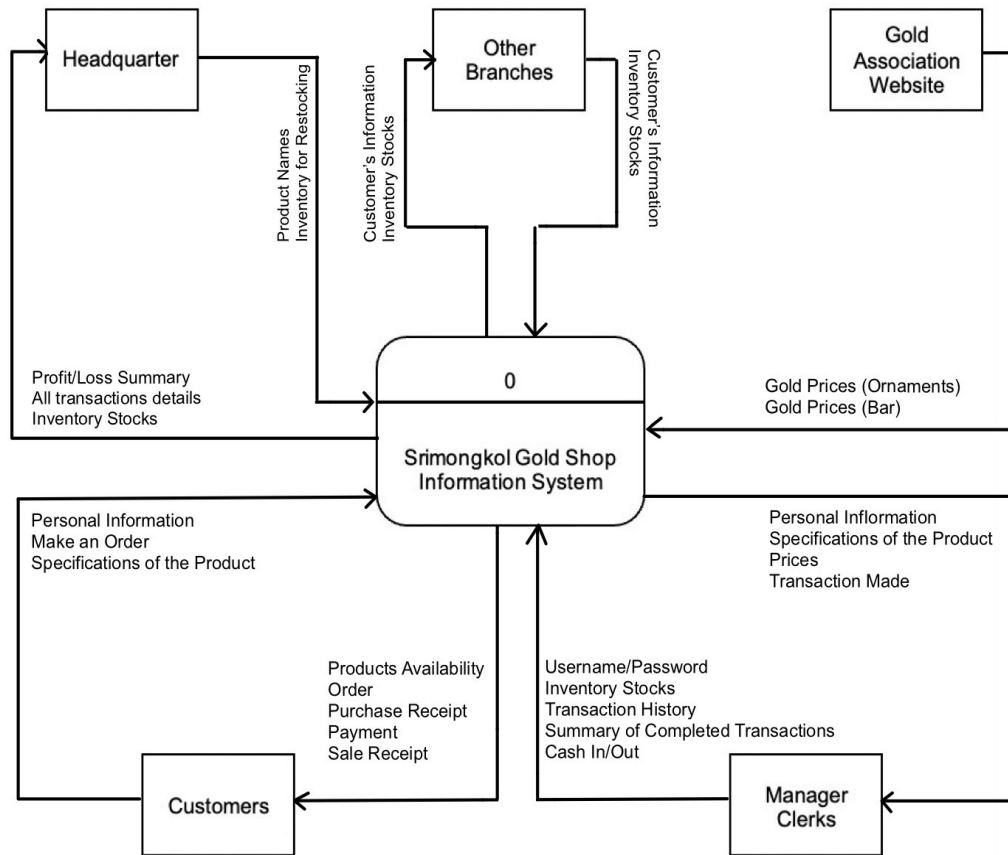 Headquarter
Other
Branches
Gold
Association
Website
Product Names
Inventory for Restocking
Customer's Information
Inventory Stocks
Customer's Information
Inventory Stocks
Profit/Loss Summary
All transactions details
Inventory Stocks
0
Srimongkol Gold Shop
Information System
Gold Prices (Ornaments)
Gold Prices (Bar)
Personal Information
Make an Order
Specifications of the Product
Personal Inflormation
Specifications of the Product
Prices
Transaction Made
Products Availability
Order
Purchase Receipt
Payment
Sale Receipt
Username/Password
Inventory Stocks
Transaction History
Summary of Completed Transactions
Cash In/Out
Customers
Manager
Clerks